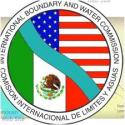 INTERNATIONAL BOUNDARY AND WATER COMMISSION
COMISION INTERNACIONAL DE LIMITES Y AGUAS